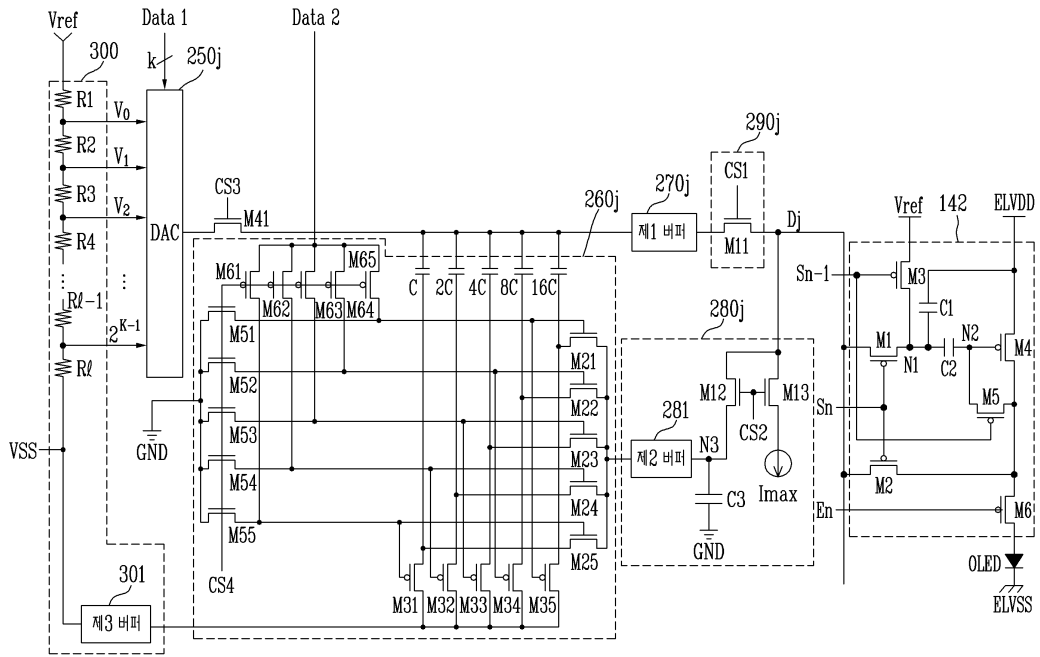 Vref
Data 1
Data 2
300
k
250j
R1
V0
R2
V1
R3
V2
R4
Rℓ-1
2K-1
Rℓ
DAC
CS3
M41
260j
270j
제1 버퍼
290j
CS1
M11
Dj
Vref
142
ELVDD
Sn-1
M3
C1
M1
N1
C2
N2
M4
M5
Sn
M2
En
M6
OLED
ELVSS
M61
M62
M63
M64
M65
C
2C
4C
8C
16C
M51
M52
M53
M54
M55
GND
CS4
M21
M22
M23
M24
M25
M31
M32
M33
M34
M35
280j
281
제2 버퍼
N3
M12
M13
CS2
C3
GND
Imax
VSS
301
제3 버퍼